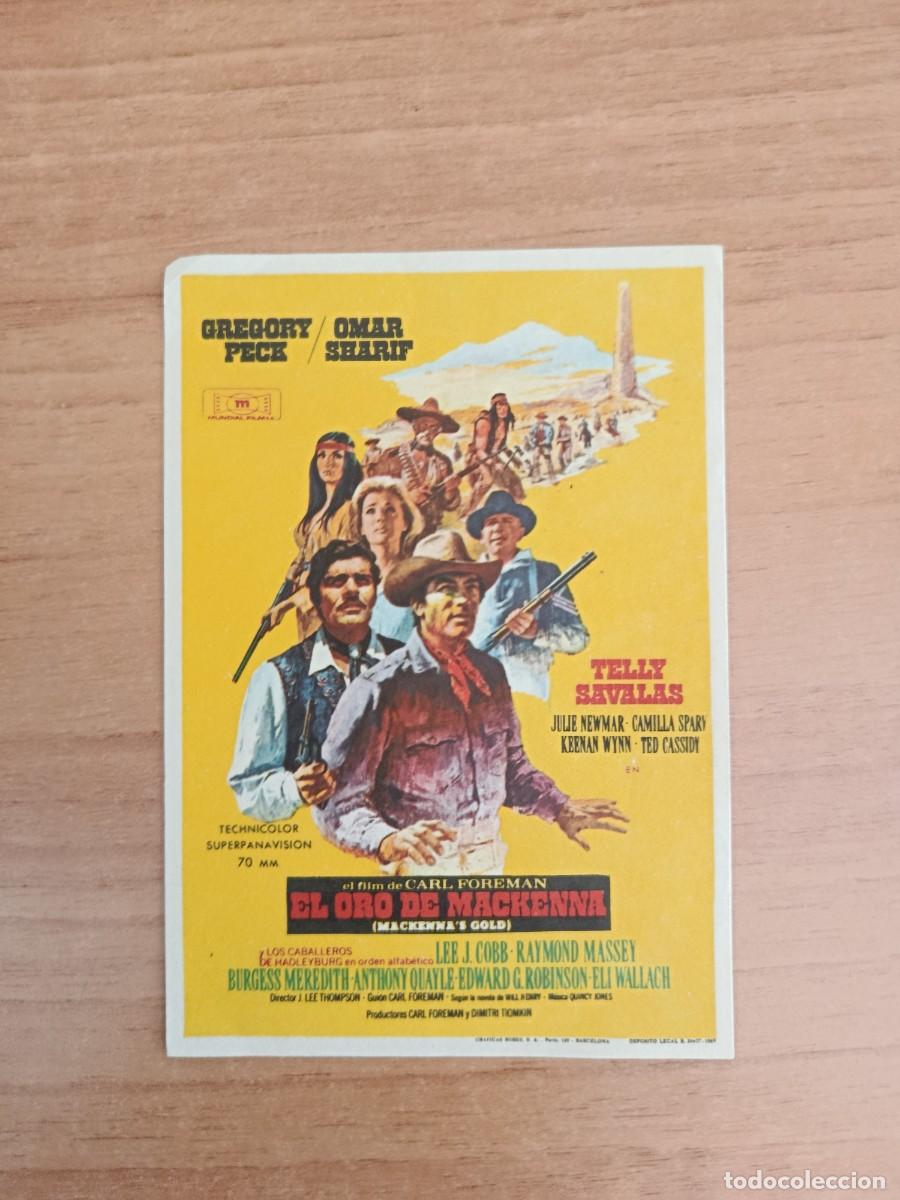 GREGORY PECK / OMAR SHARIF
m
MUNDIAL FILM
TELLY
SAVALAS
JULIE NEWMAR · CAMILLA SPARV
KEENAN WYNN · TED CASSIDY
EN
TECHNICOLOR
SUPERPANAVISION
70 MM
el film de CARL FOREMAN
EL ORO DE MACKENNA
(MACKENNA'S GOLD)
y LOS CABALLEROS
DE HADLEYBURG en orden alfabético LEE J. COBB · RAYMOND MASSEY
BURGESS MEREDITH · ANTHONY QUAYLE · EDWARD G. ROBINSON · ELI WALLACH
Director J. LEE THOMPSON - Guión CARL FOREMAN - Según la novela de WILL HENRY - Música QUINCY JONES
Productores CARL FOREMAN y DIMITRI TIOMKIN
BARCELONA DEPOSITO LEGAL B.
todocoleccion